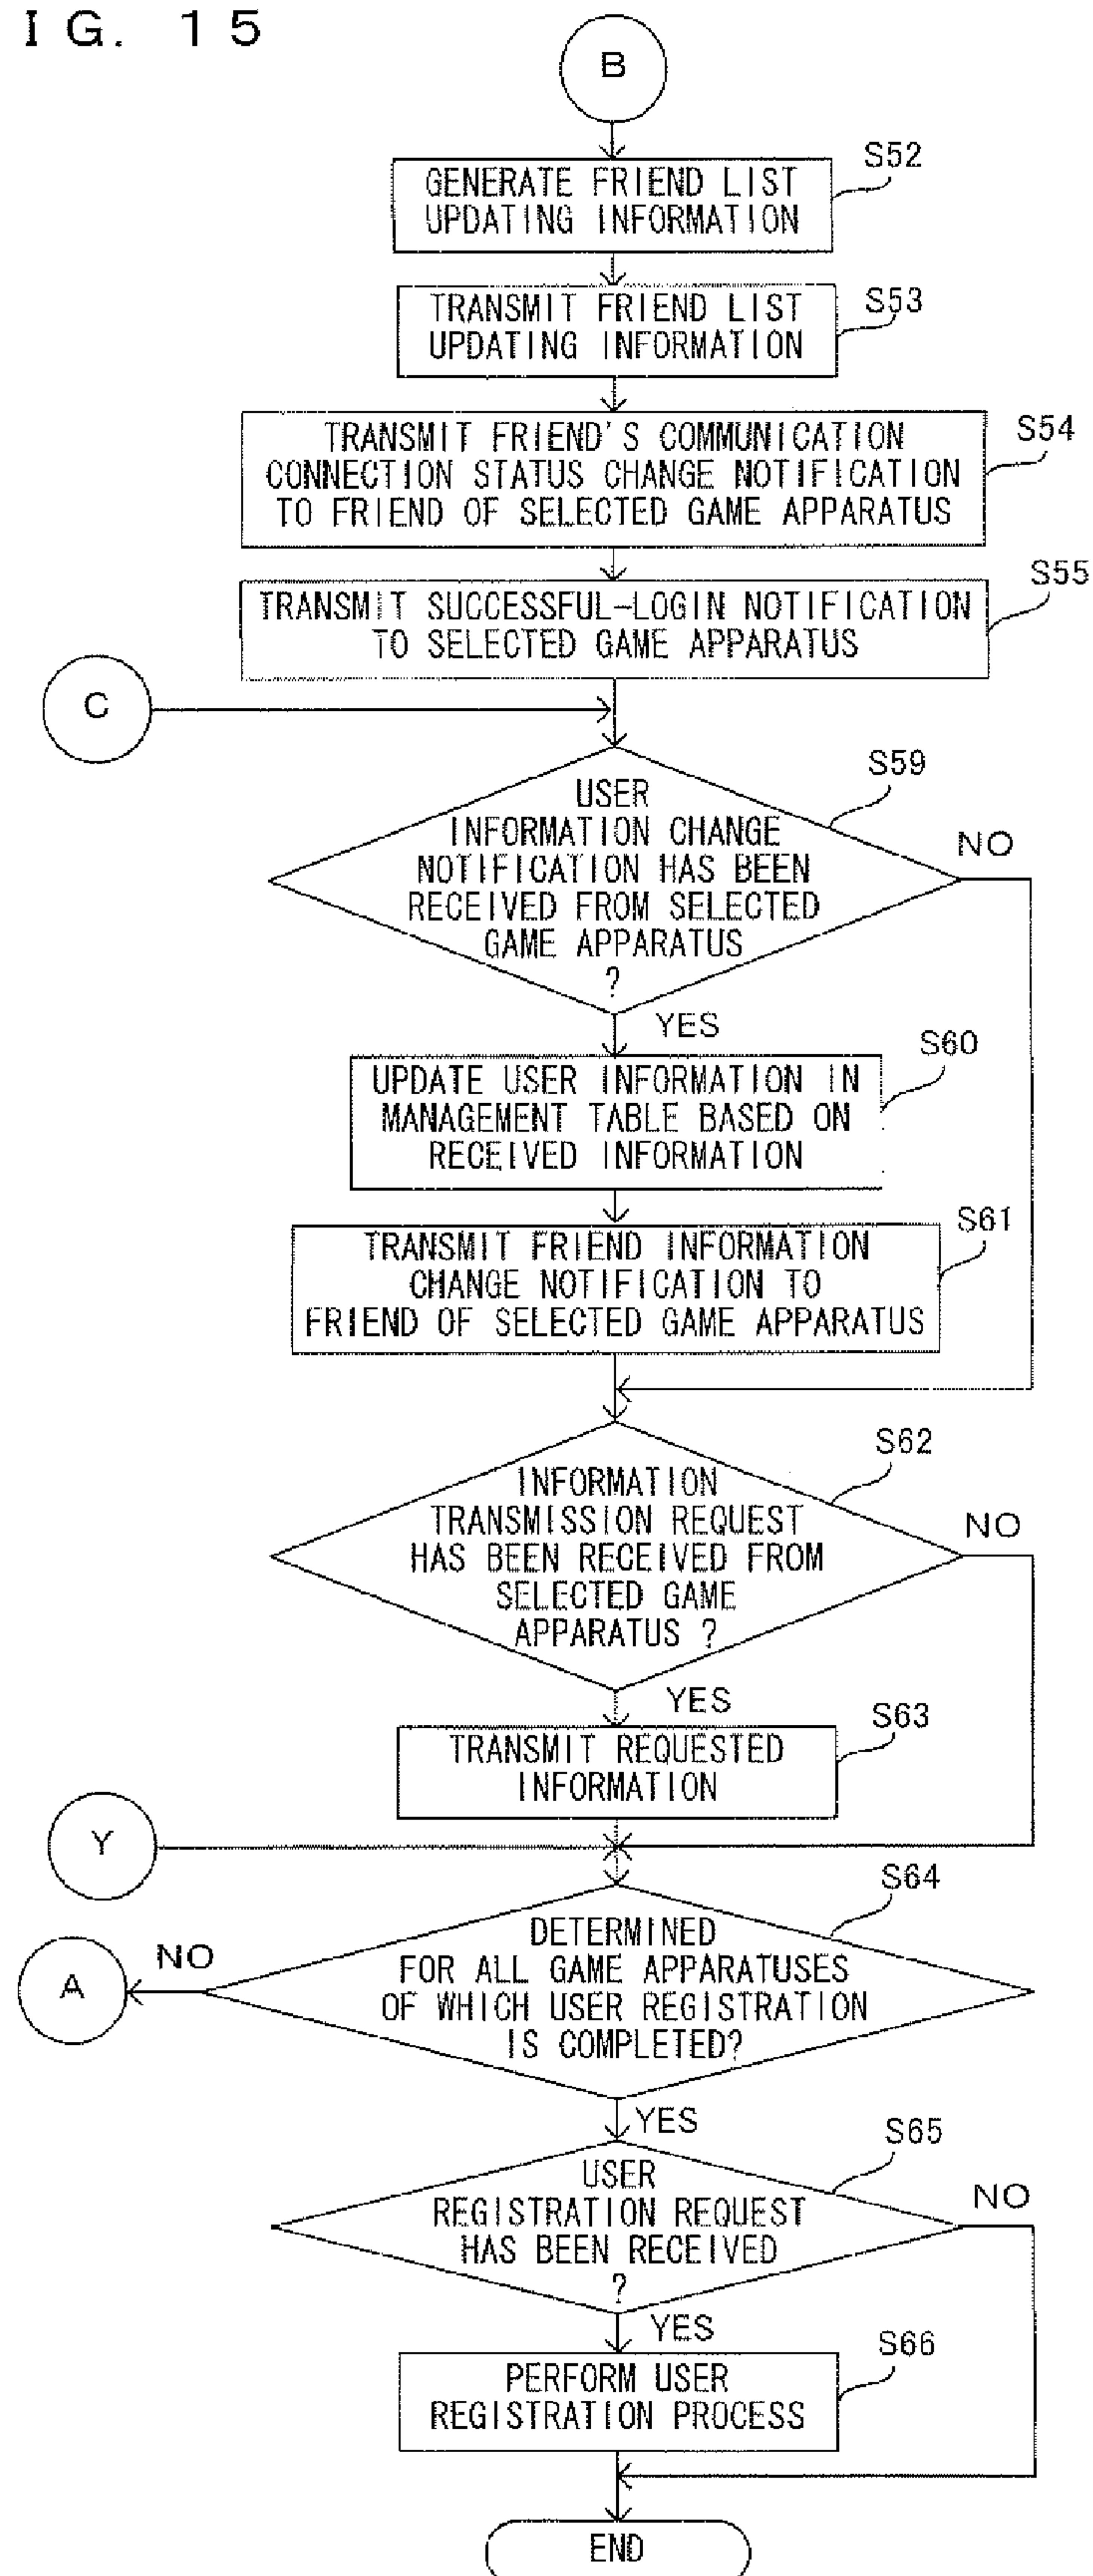 IG. 15
B
S52
GENERATE FRIEND LIST
UPDATING INFORMATION
S53
TRANSMIT FRIEND LIST
UPDATING INFORMATION
S54
TRANSMIT FRIEND'S COMMUNICATION
CONNECTION STATUS CHANGE NOTIFICATION
TO FRIEND OF SELECTED GAME APPARATUS
S55
TRANSMIT SUCCESSFUL-LOGIN NOTIFICATION
TO SELECTED GAME APPARATUS
C
S59
USER
INFORMATION CHANGE
NOTIFICATION HAS BEEN
RECEIVED FROM SELECTED
GAME APPARATUS
?
NO
YES
S60
UPDATE USER INFORMATION IN
MANAGEMENT TABLE BASED ON
RECEIVED INFORMATION
S61
TRANSMIT FRIEND INFORMATION
CHANGE NOTIFICATION TO
FRIEND OF SELECTED GAME APPARATUS
S62
INFORMATION
TRANSMISSION REQUEST
HAS BEEN RECEIVED FROM
SELECTED GAME
APPARATUS ?
NO
YES
S63
TRANSMIT REQUESTED
INFORMATION
Y
S64
DETERMINED
FOR ALL GAME APPARATUSES
OF WHICH USER REGISTRATION
IS COMPLETED?
NO
A
YES
S65
USER
REGISTRATION REQUEST
HAS BEEN RECEIVED
?
NO
YES
S66
PERFORM USER
REGISTRATION PROCESS
END